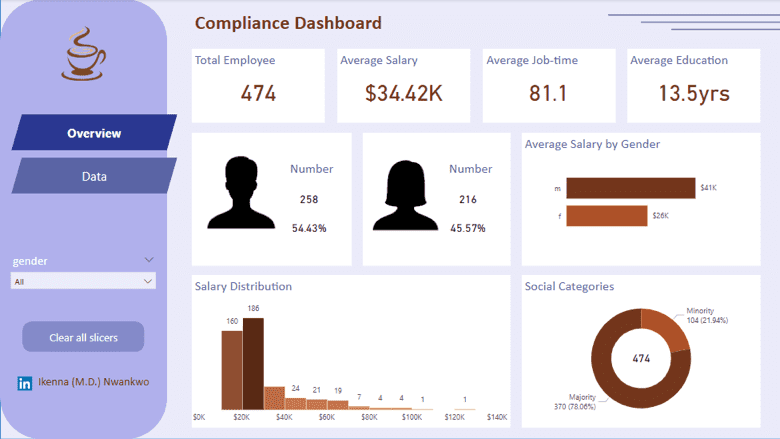 Compliance Dashboard
Total Employee
474
Average Salary
$34.42K
Average Job-time
81.1
Average Education
13.5yrs
Overview
Data
gender
All
Clear all slicers
Ikenna (M.D.) Nwankwo
Number
258
54.43%
Number
216
45.57%
Average Salary by Gender
m
$41K
f
$26K
Salary Distribution
160
186
24
21
19
7
4
4
1
1
$0K
$20K
$40K
$60K
$80K
$100K
$120K
$140K
Social Categories
Minority
104 (21.94%)
474
Majority
370 (78.06%)
in